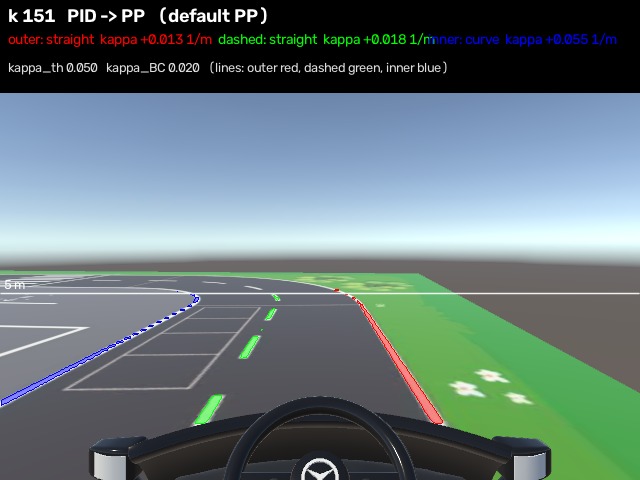 k 151 PID -> PP (default PP)
outer: straight kappa +0.013 1/m dashed: straight kappa +0.018 1/m inner: curve kappa +0.055 1/m
kappa_th 0.050 kappa_BC 0.020 (lines: outer red, dashed green, inner blue)
5 m